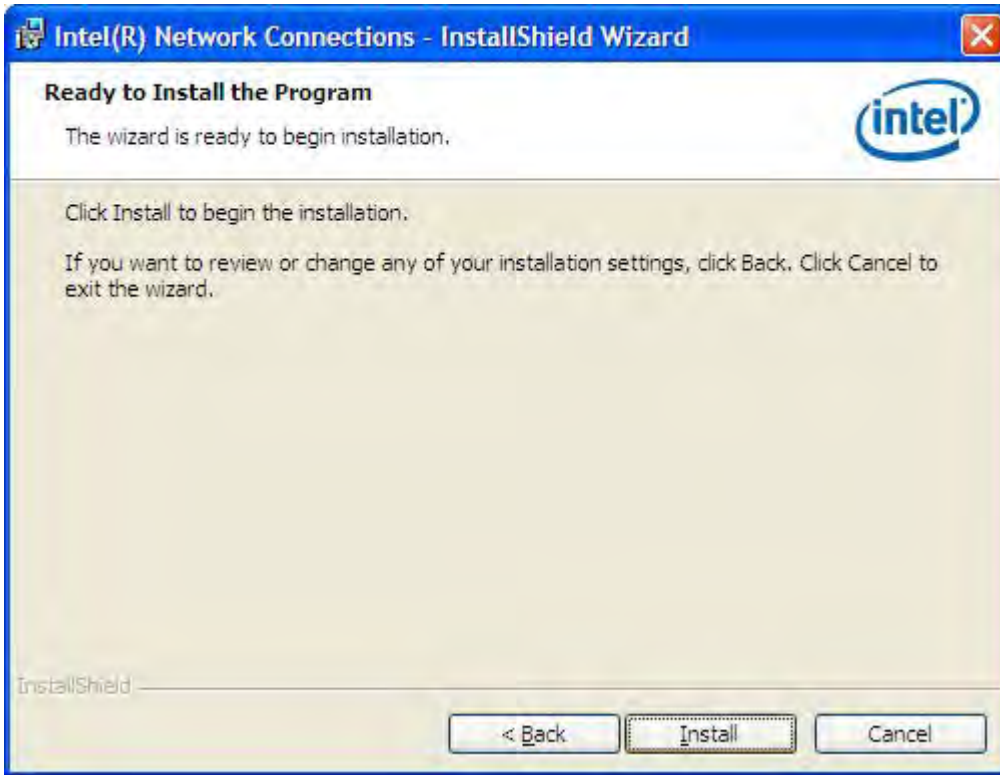 Intel(R) Network Connections - InstallShield Wizard
Ready to Install the Program
The wizard is ready to begin installation.
intel
Click Install to begin the installation.
If you want to review or change any of your installation settings, click Back. Click Cancel to
exit the wizard.
InstallShield
< Back
Install
Cancel